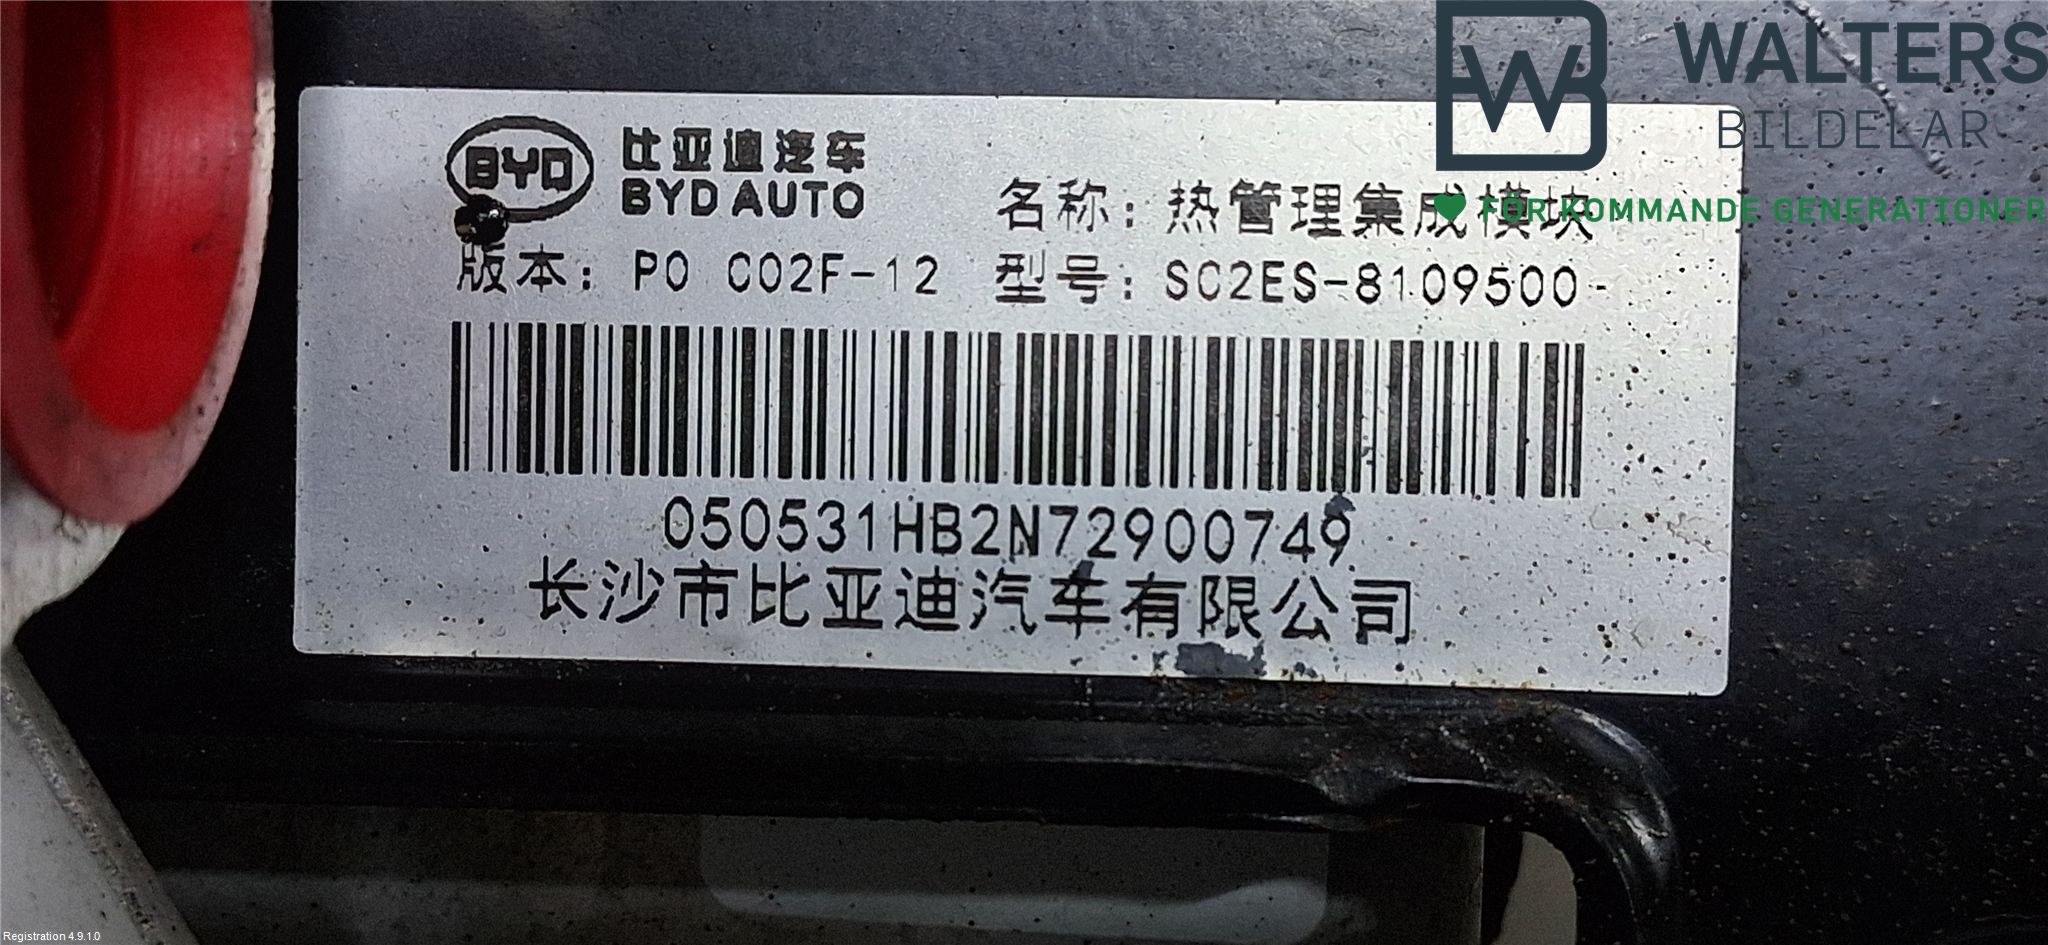 WALTERS
BILDELAR
FÖR KOMMANDE GENERATIONER
BYD 比亚迪汽车
BYD AUTO
名称：热管理集成模块
版本：P0 C02F-12 型号：SC2ES-8109500-
050531HB2N72900749
长沙市比亚迪汽车有限公司
Registration 4.9.1.0